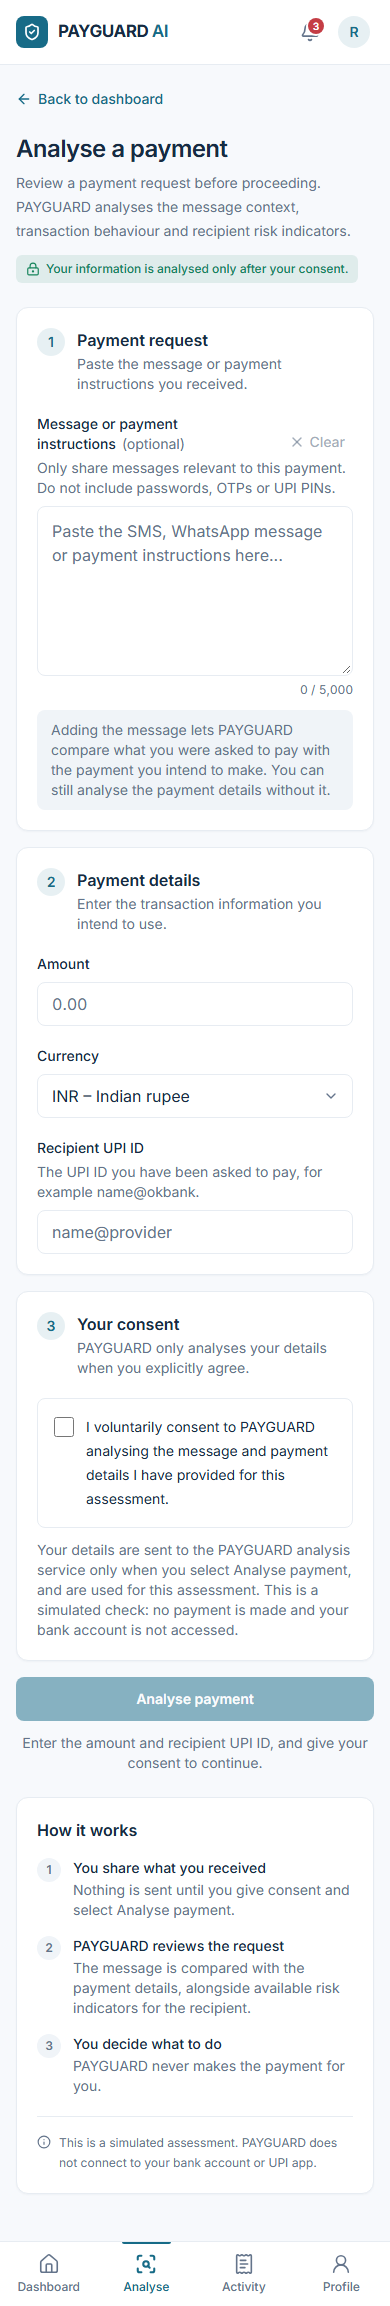 PAYGUARD AI
3
R
Back to dashboard
Analyse a payment
Review a payment request before proceeding.
PAYGUARD analyses the message context,
transaction behaviour and recipient risk indicators.
Your information is analysed only after your consent.
1
Payment request
Paste the message or payment
instructions you received.
Message or payment
instructions (optional)
Clear
Only share messages relevant to this payment.
Do not include passwords, OTPs or UPI PINs.
Paste the SMS, WhatsApp message
or payment instructions here...
0 / 5,000
Adding the message lets PAYGUARD
compare what you were asked to pay with
the payment you intend to make. You can
still analyse the payment details without it.
2
Payment details
Enter the transaction information you
intend to use.
Amount
0.00
Currency
INR – Indian rupee
Recipient UPI ID
The UPI ID you have been asked to pay, for
example name@okbank.
name@provider
3
Your consent
PAYGUARD only analyses your details
when you explicitly agree.
I voluntarily consent to PAYGUARD
analysing the message and payment
details I have provided for this
assessment.
Your details are sent to the PAYGUARD analysis
service only when you select Analyse payment,
and are used for this assessment. This is a
simulated check: no payment is made and your
bank account is not accessed.
Analyse payment
Enter the amount and recipient UPI ID, and give your
consent to continue.
How it works
1
You share what you received
Nothing is sent until you give consent and
select Analyse payment.
2
PAYGUARD reviews the request
The message is compared with the
payment details, alongside available risk
indicators for the recipient.
3
You decide what to do
PAYGUARD never makes the payment for
you.
This is a simulated assessment. PAYGUARD does
not connect to your bank account or UPI app.
Dashboard
Analyse
Activity
Profile